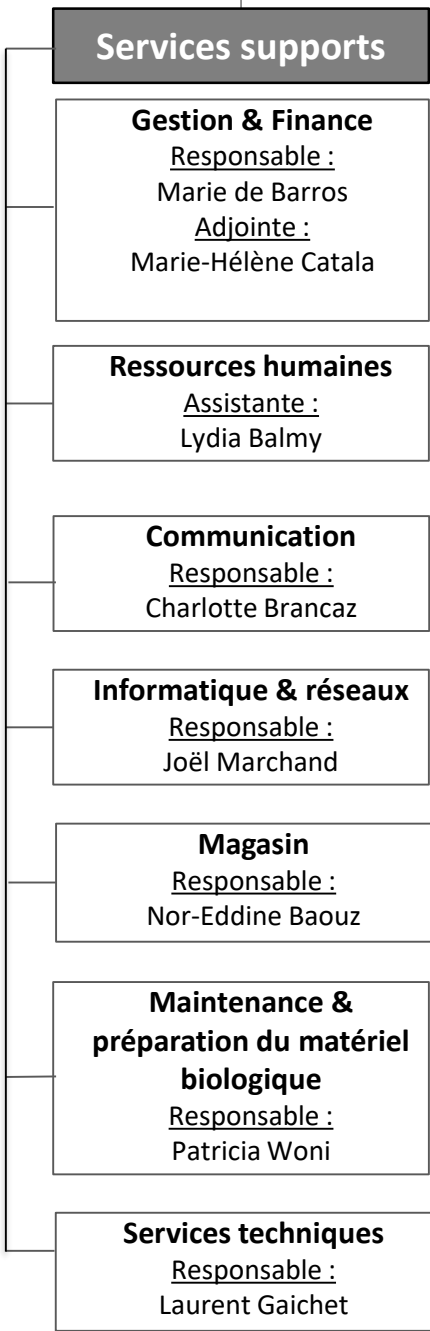 Services supports
Gestion & Finance
Responsable :
Marie de Barros
Adjointe :
Marie-Hélène Catala
Ressources humaines
Assistante :
Lydia Balmy
Communication
Responsable :
Charlotte Brancaz
Informatique & réseaux
Responsable :
Joël Marchand
Magasin
Responsable :
Nor-Eddine Baouz
Maintenance &
préparation du matériel
biologique
Responsable :
Patricia Woni
Services techniques
Responsable :
Laurent Gaichet